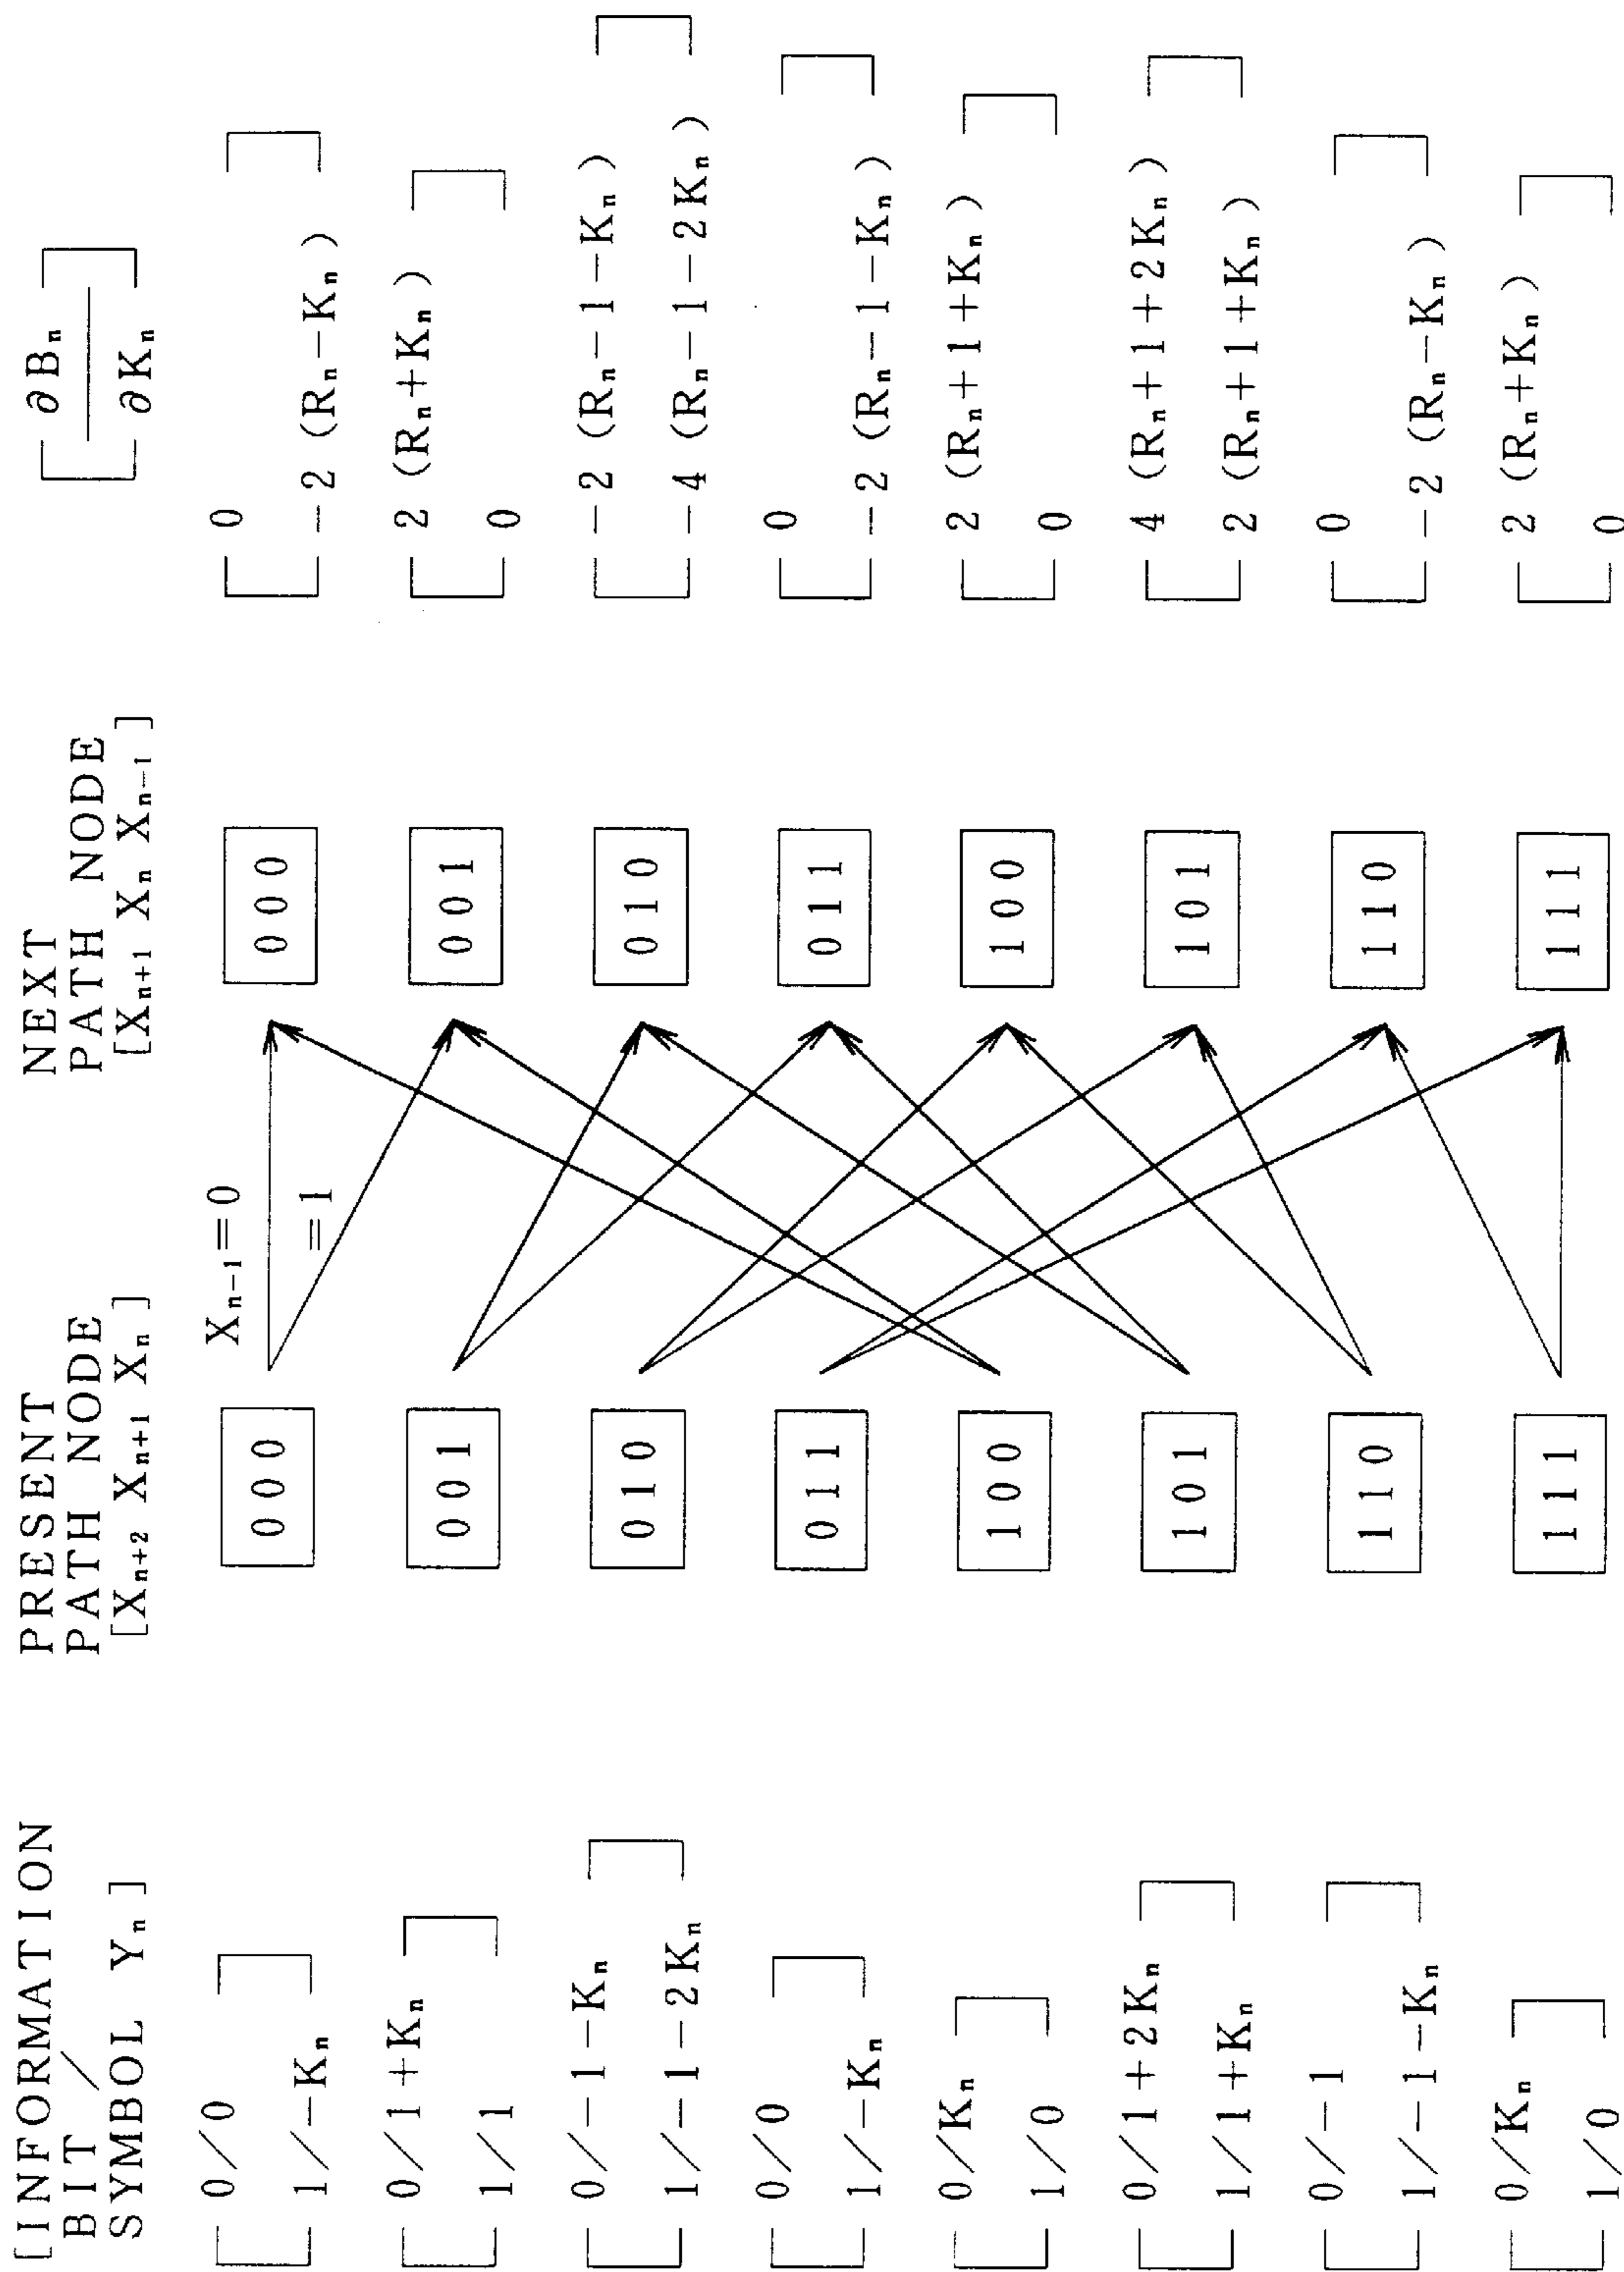 [INFORMATION
BIT／
SYMBOL Yₙ]
PRESENT
PATH NODE
[Xₙ₊₂ Xₙ₊₁ Xₙ]
NEXT
PATH NODE
[Xₙ₊₁ Xₙ Xₙ₋₁]
[∂Bₙ
∂Kₙ]
Xₙ₋₁=0
=1
[0/0
1/-Kₙ]
000
000
[0
-2(Rₙ-Kₙ)]
[0/1+Kₙ
1/1]
001
001
[2(Rₙ+Kₙ)
0]
[0/-1-Kₙ
1/-1-2Kₙ]
010
010
[-2(Rₙ-1-Kₙ)
-4(Rₙ-1-2Kₙ)]
[0/0
1/-Kₙ]
011
011
[0
-2(Rₙ-1-Kₙ)]
[0/Kₙ
1/0]
100
100
[2(Rₙ+1+Kₙ)
0]
[0/1+2Kₙ
1/1+Kₙ]
101
101
[4(Rₙ+1+2Kₙ)
2(Rₙ+1+Kₙ)]
[0/-1
1/-1-Kₙ]
110
110
[0
-2(Rₙ-Kₙ)]
[0/Kₙ
1/0]
111
111
[2(Rₙ+Kₙ)
0]